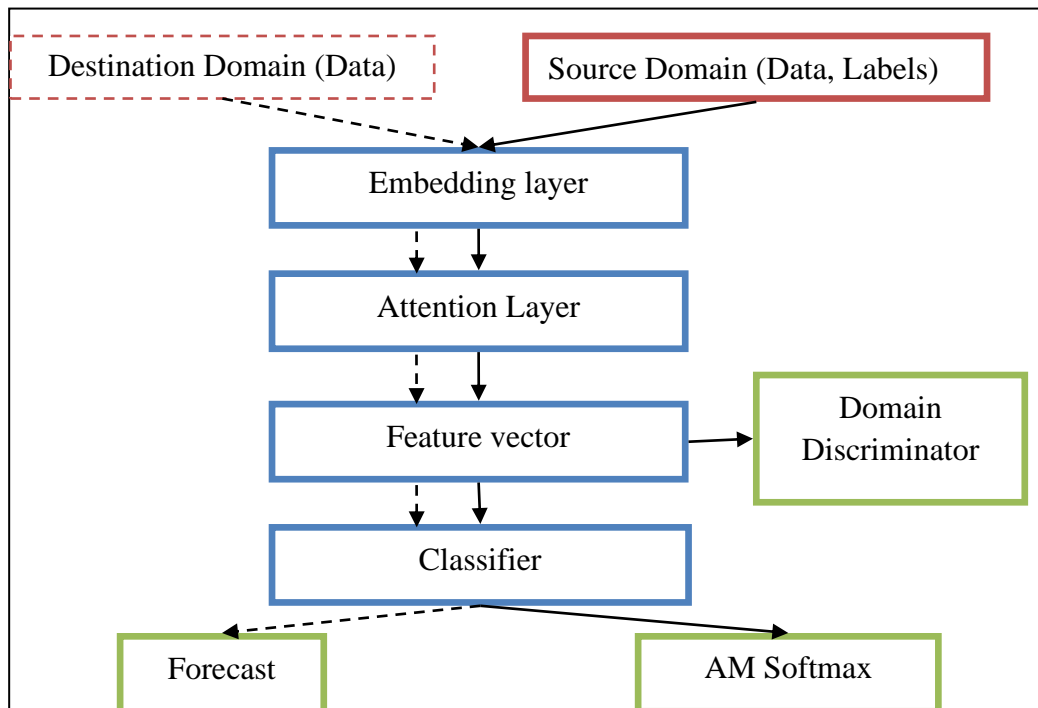 Destination Domain (Data)
Source Domain (Data, Labels)
Embedding layer
Attention Layer
Feature vector
Domain
Discriminator
Classifier
Forecast
AM Softmax